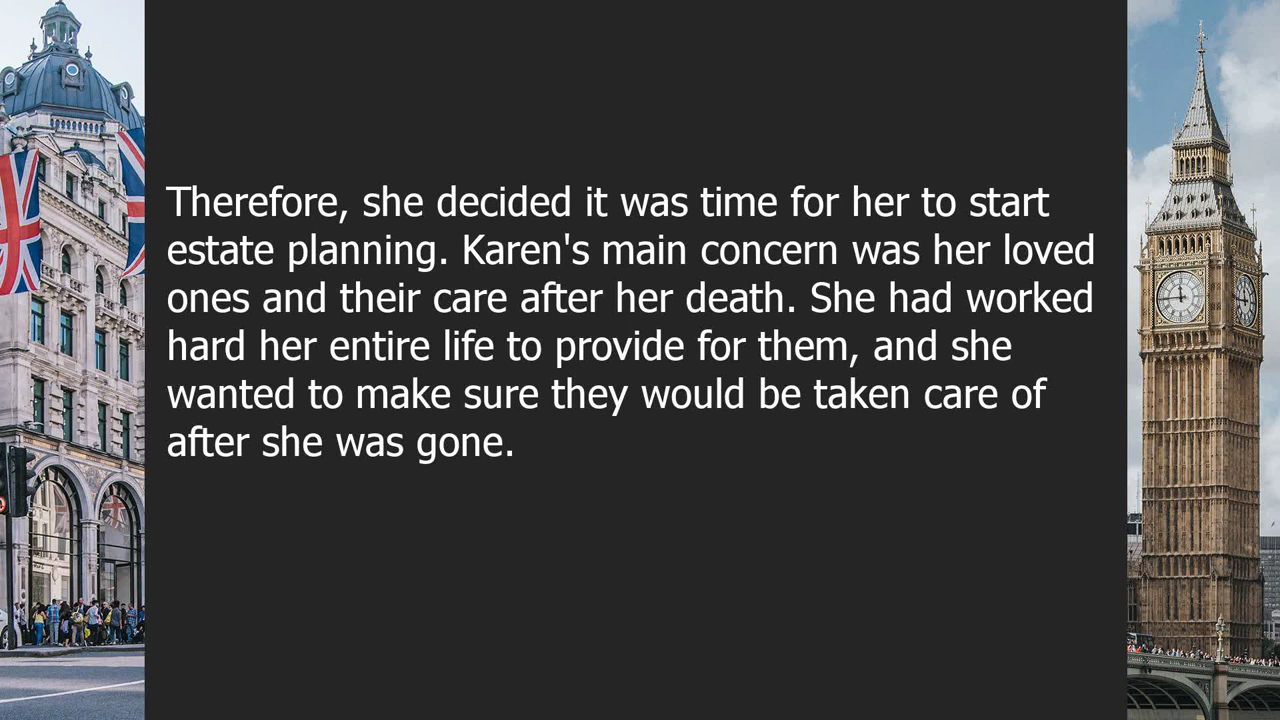 Therefore, she decided it was time for her to start
estate planning. Karen's main concern was her loved
ones and their care after her death. She had worked
hard her entire life to provide for them, and she
wanted to make sure they would be taken care of
after she was gone.